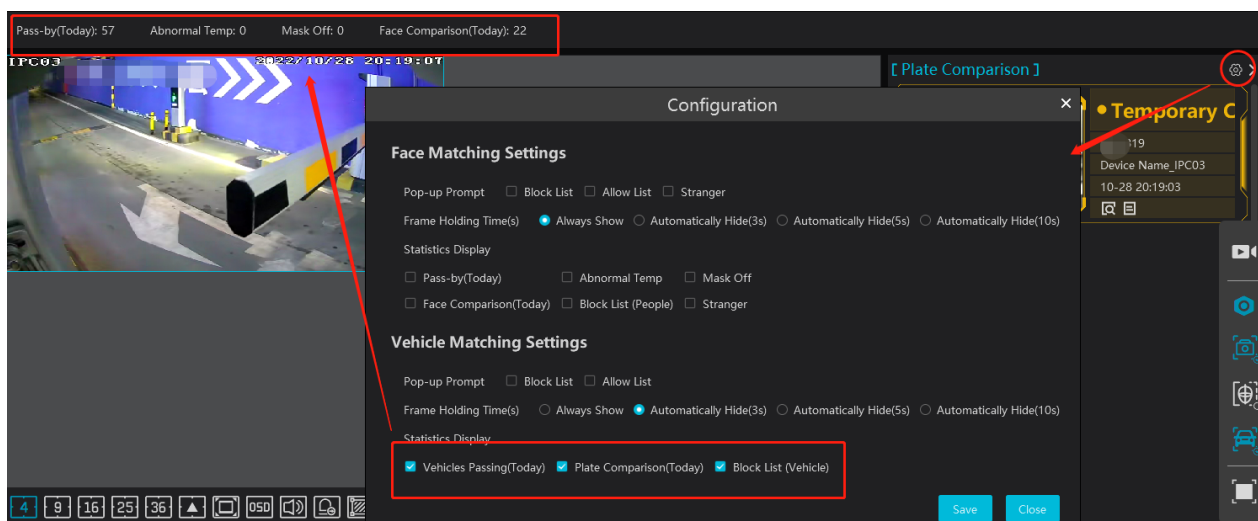 Pass-by(Today): 57 Abnormal Temp: 0 Mask Off: 0 Face Comparison(Today): 22
IPC03 2022/10/28 20:19:07
[ Plate Comparison ]
Configuration
Temporary C
319
Device Name_IPC03
10-28 20:19:03
Face Matching Settings
Pop-up Prompt Block List Allow List Stranger
Frame Holding Time(s) Always Show Automatically Hide(3s) Automatically Hide(5s) Automatically Hide(10s)
Statistics Display
Pass-by(Today) Abnormal Temp Mask Off
Face Comparison(Today) Block List (People) Stranger
Vehicle Matching Settings
Pop-up Prompt Block List Allow List
Frame Holding Time(s) Always Show Automatically Hide(3s) Automatically Hide(5s) Automatically Hide(10s)
Statistics Display
Vehicles Passing(Today) Plate Comparison(Today) Block List (Vehicle)
4 9 16 25 36 OSD
Save Close